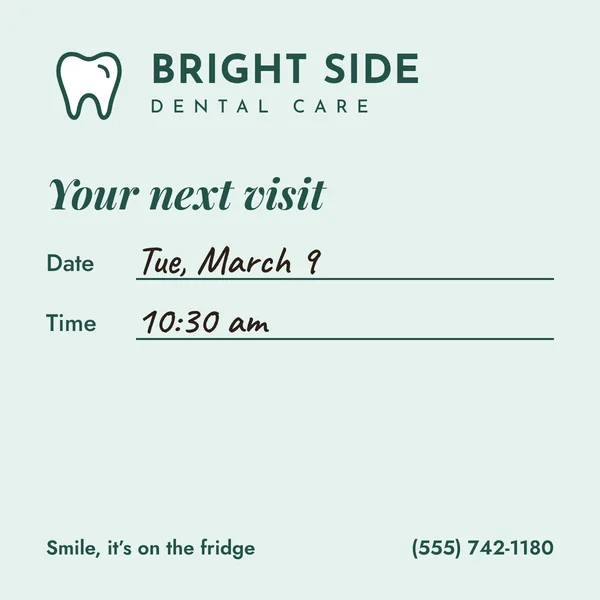 BRIGHT SIDE
DENTAL CARE
Your next visit
Date Tue, March 9
Time 10:30 am
Smile, it's on the fridge (555) 742-1180